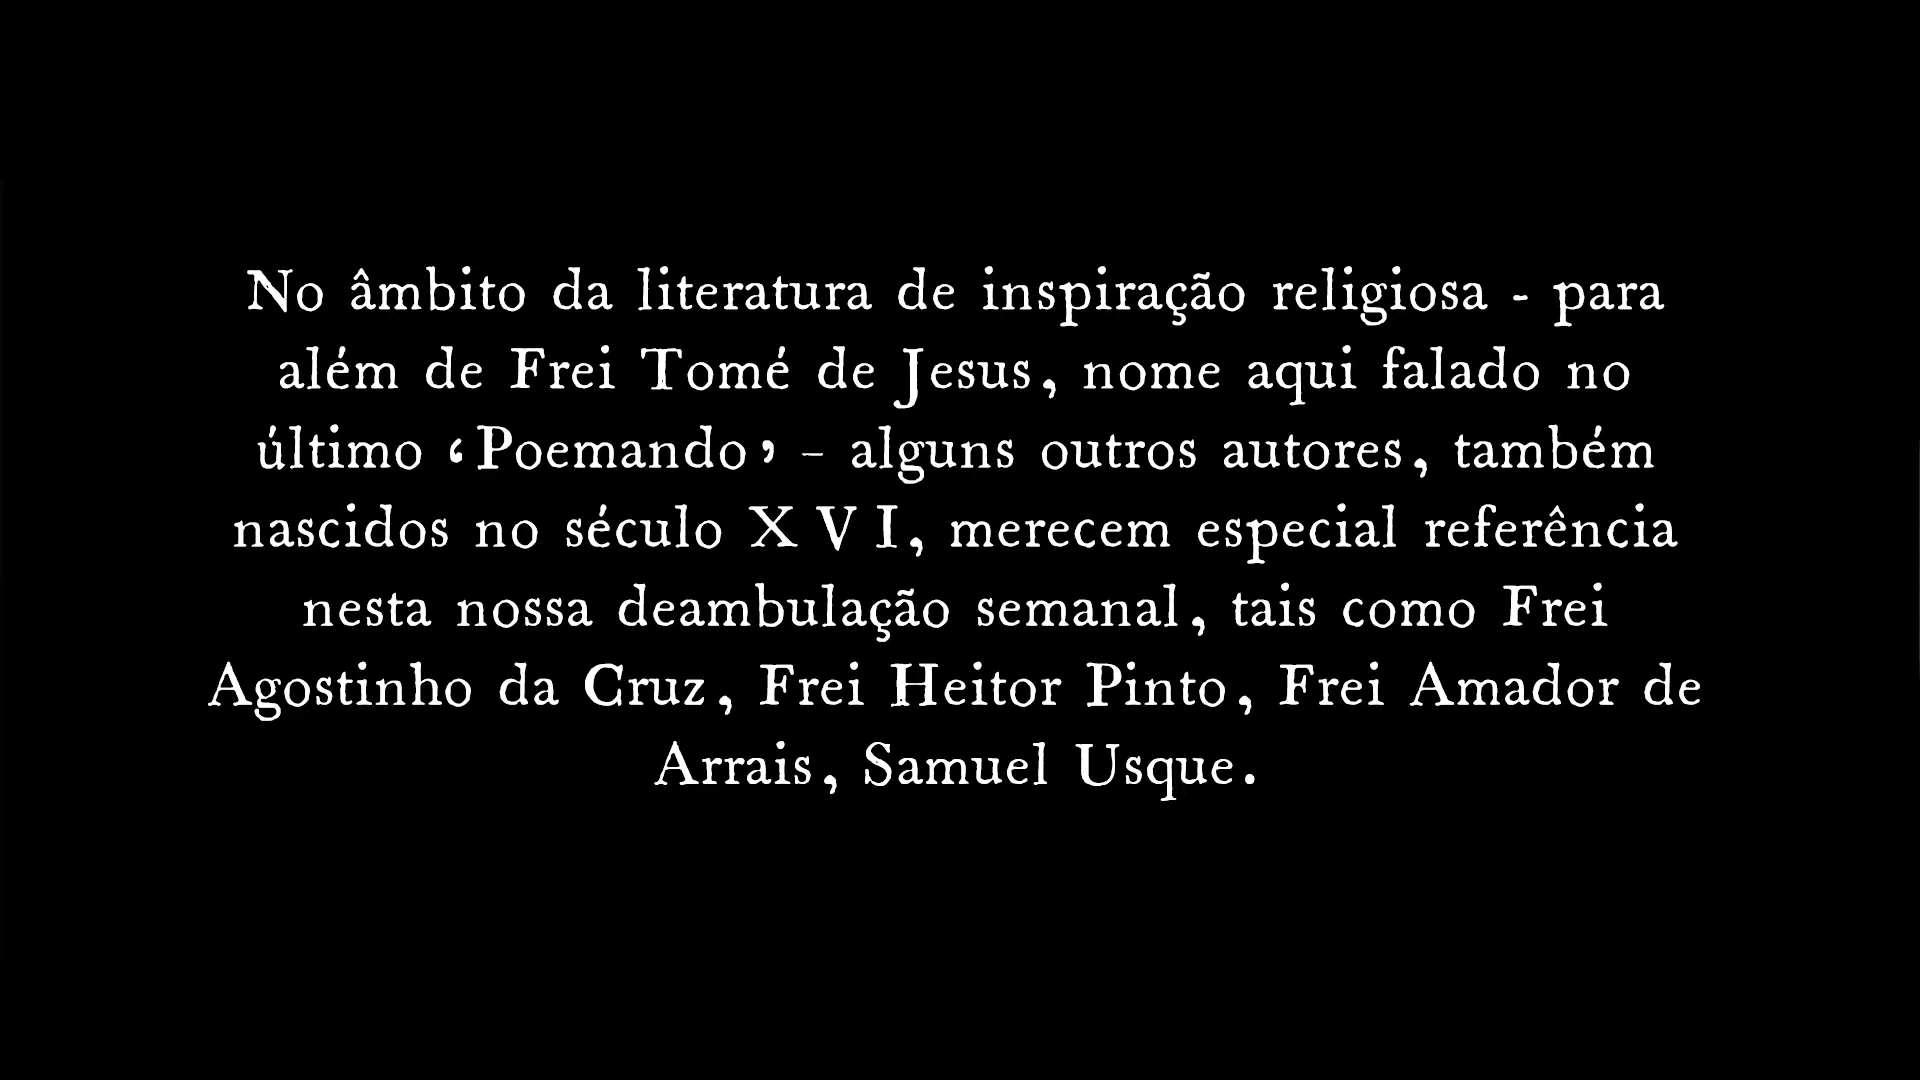 No âmbito da literatura de inspiração religiosa - para
além de Frei Tomé de Jesus, nome aqui falado no
último ‘Poemando’ – alguns outros autores, também
nascidos no século X V I, merecem especial referência
nesta nossa deambulação semanal, tais como Frei
Agostinho da Cruz, Frei Heitor Pinto, Frei Amador de
Arrais, Samuel Usque.